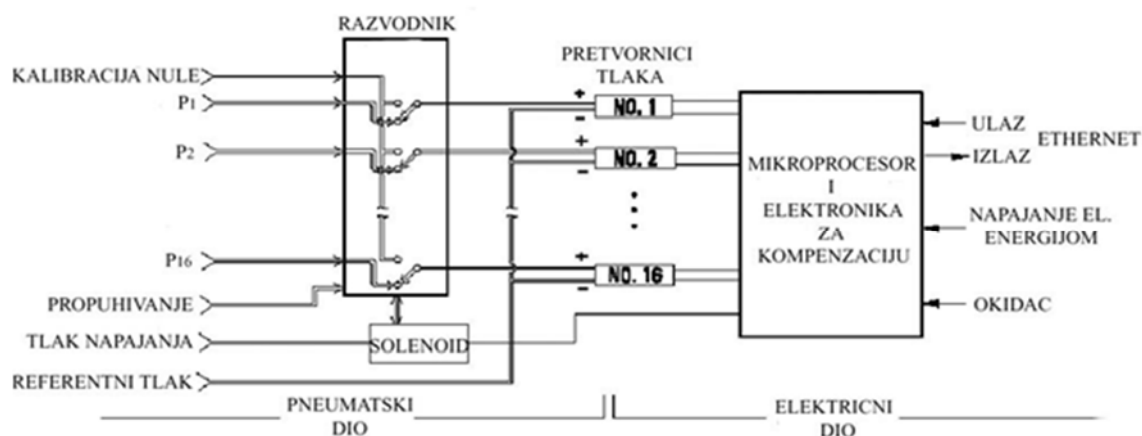 RAZVODNIK
PRETVORNICI
TLAKA
KALIBRACIJA NULE
P1
P2
P16
PROPUHIVANJE
TLAK NAPAJANJA
REFERENTNI TLAK
SOLENOID
+
NO. 1
-
+
NO. 2
-
+
NO. 16
-
MIKROPROCESOR
I
ELEKTRONIKA
ZA
KOMPENZACIJU
ULAZ
ETHERNET
IZLAZ
NAPAJANJE EL.
ENERGIJOM
OKIDAC
PNEUMATSKI
DIO
ELEKTRICNI
DIO